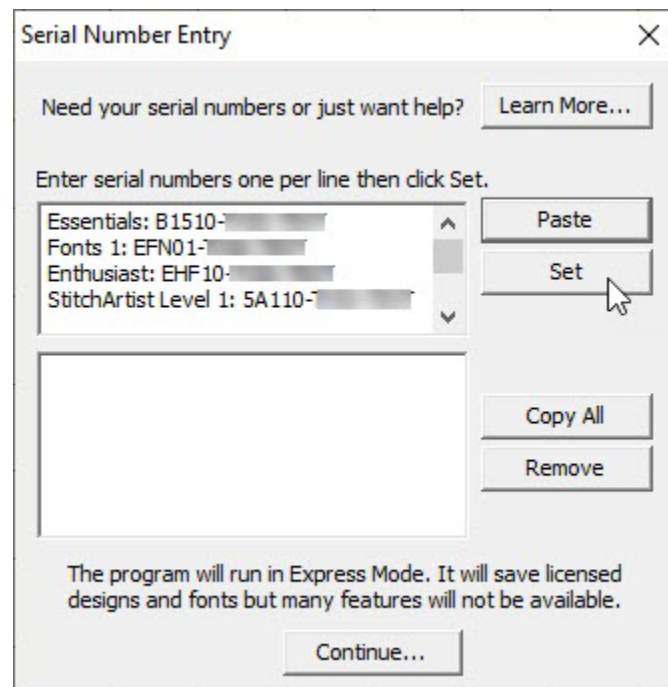 Serial Number Entry
Need your serial numbers or just want help?
Learn More...
Enter serial numbers one per line then click Set.
Essentials: B1510-
Fonts 1: EFN01-
Enthusiast: EHF10-
StitchArtist Level 1: 5A110-
Paste
Set
Copy All
Remove
The program will run in Express Mode. It will save licensed
designs and fonts but many features will not be available.
Continue...